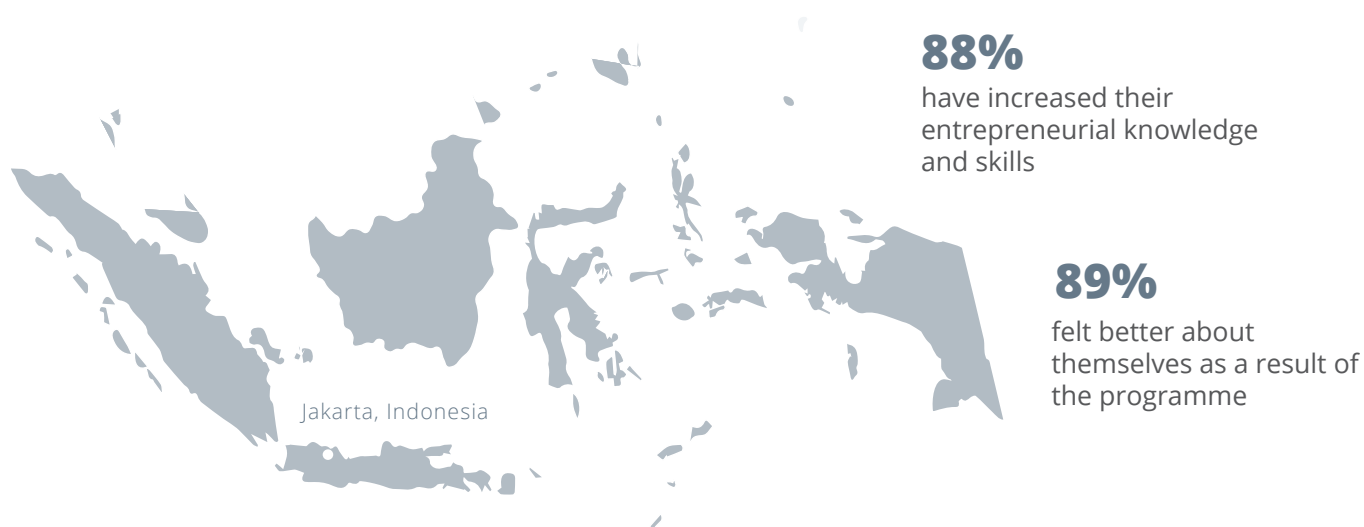 88%
have increased their
entrepreneurial knowledge
and skills
89%
felt better about
themselves as a result of
the programme
Jakarta, Indonesia